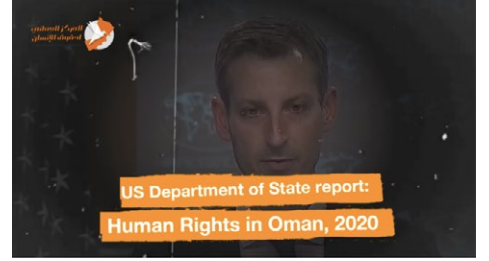 US Department of State report:
Human Rights in Oman, 2020